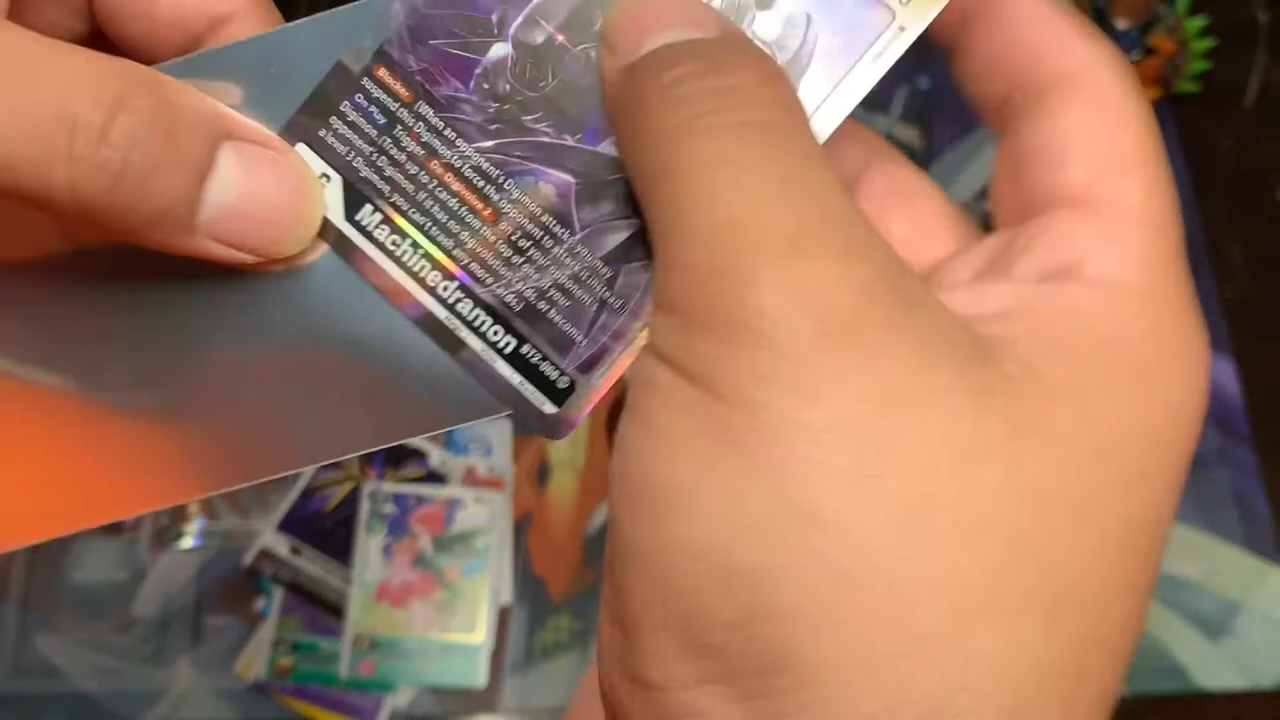 Blocker (When an opponent's Digimon attacks, you may
suspend this Digimon to force the opponent to attack it instead.)
On Play Trigger De-Digivolve 2 on 2 of your opponent's
Digimon. (Trash up to 2 cards from the top of one of your
opponent's Digimon. If it has no digivolution cards, or becomes
a level 3 Digimon, you can't trash any more cards.)
Machinedramon BT2-066